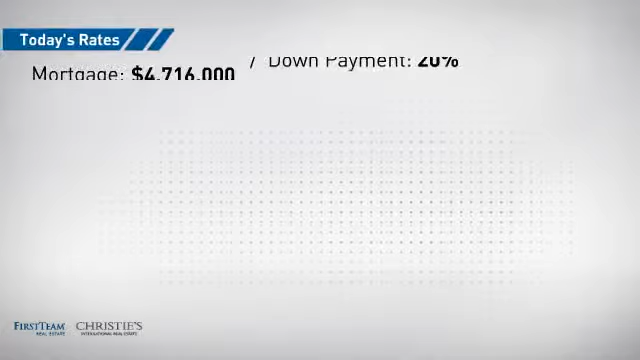 Today's Rates
Mortgage: $4,716,000 / Down Payment: 20%
FIRSTTEAM CHRISTIE'S
REAL ESTATE INTERNATIONAL REAL ESTATE